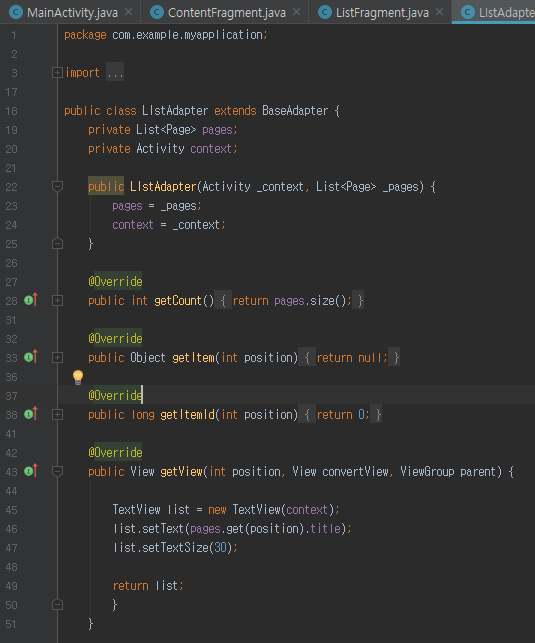 MainActivity.java × ContentFragment.java × ListFragment.java × LIstAdapte
1 package com.example.myapplication;
2
3 import ...
17
18 public class LIstAdapter extends BaseAdapter {
19 private List<Page> pages;
20 private Activity context;
21
22 public LIstAdapter(Activity _context, List<Page> _pages) {
23 pages = _pages;
24 context = _context;
25 }
26
27 @Override
28 public int getCount() { return pages.size(); }
31
32 @Override
33 public Object getItem(int position) { return null; }
36
37 @Override
38 public long getItemId(int position) { return 0; }
41
42 @Override
43 public View getView(int position, View convertView, ViewGroup parent) {
44
45 TextView list = new TextView(context);
46 list.setText(pages.get(position).title);
47 list.setTextSize(30);
48
49 return list;
50 }
51 }